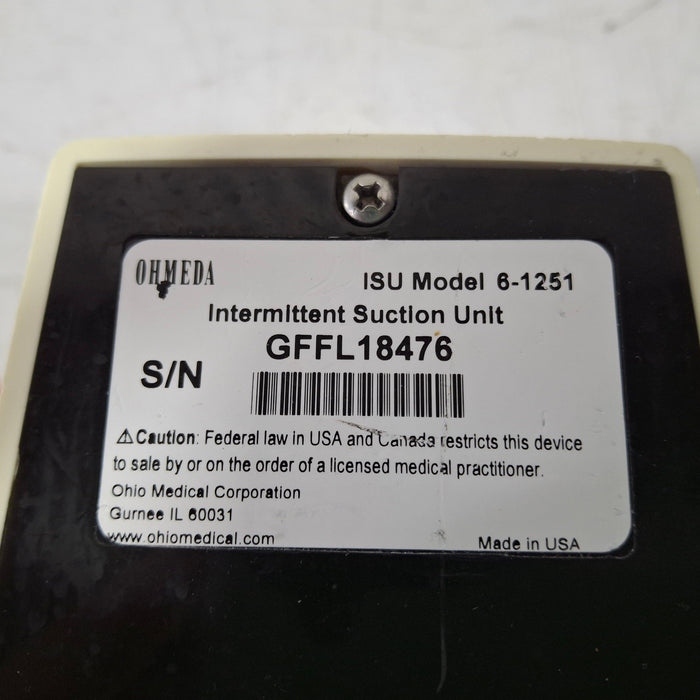 OHMEDA
ISU Model 6-1251
Intermittent Suction Unit
GFFL18476
S/N
⚠Caution: Federal law in USA and Canada restricts this device
to sale by or on the order of a licensed medical practitioner.
Ohio Medical Corporation
Gurnee IL 60031
www.ohiomedical.com
Made in USA